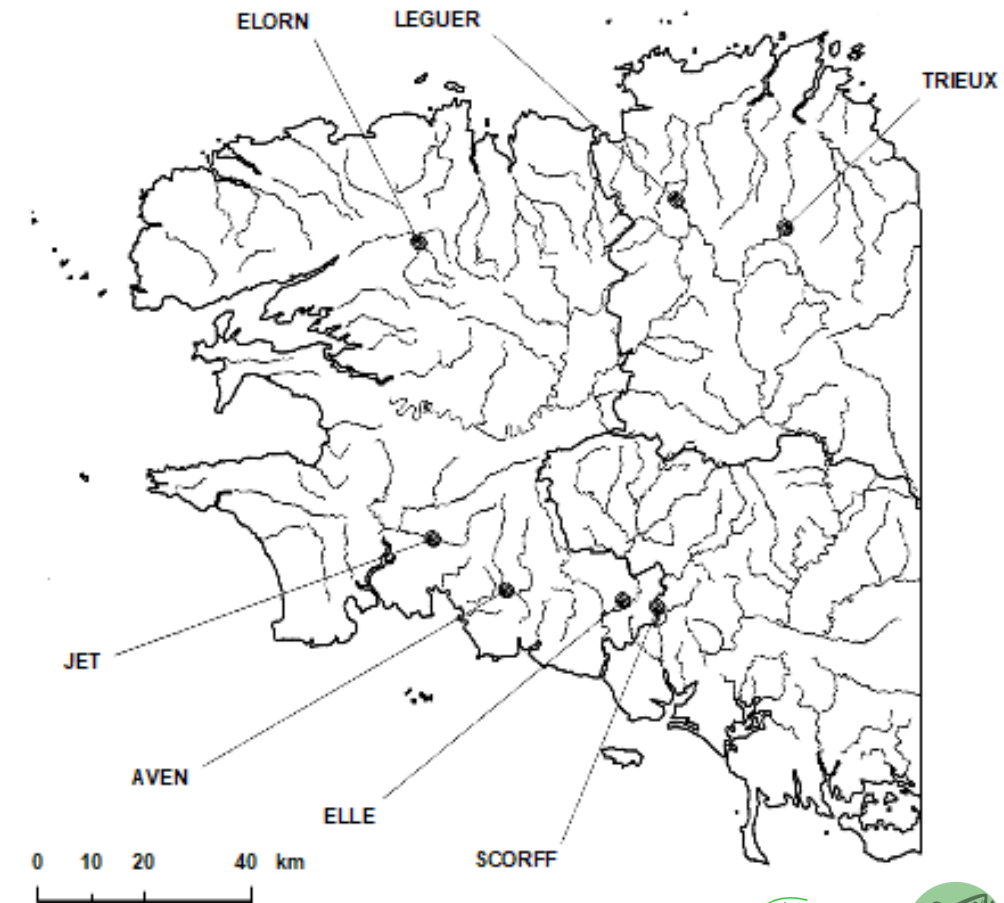 ELORN
LEGUER
TRIEUX
JET
AVEN
ELLE
SCORFF
0 10 20 40 km